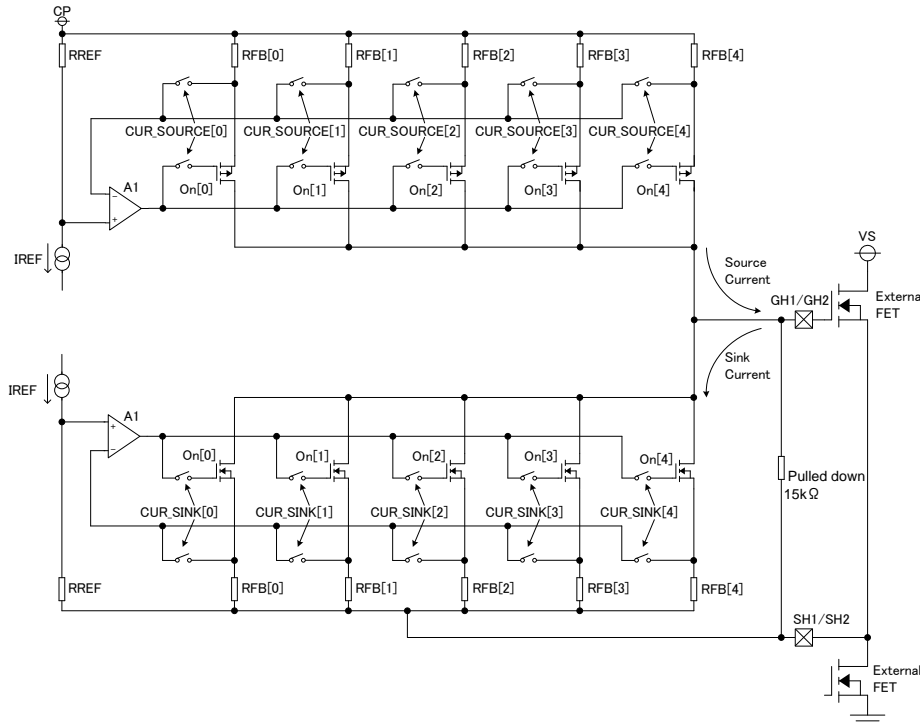 CP
RREF
RFB[0]
RFB[1]
RFB[2]
RFB[3]
RFB[4]
CUR_SOURCE[0]
CUR_SOURCE[1]
CUR_SOURCE[2]
CUR_SOURCE[3]
CUR_SOURCE[4]
A1
On[0]
On[1]
On[2]
On[3]
On[4]
−
+
IREF
Source
Current
VS
GH1/GH2
External
FET
Sink
Current
IREF
A1
+
−
On[0]
On[1]
On[2]
On[3]
On[4]
Pulled down
15kΩ
CUR_SINK[0]
CUR_SINK[1]
CUR_SINK[2]
CUR_SINK[3]
CUR_SINK[4]
RREF
RFB[0]
RFB[1]
RFB[2]
RFB[3]
RFB[4]
SH1/SH2
External
FET